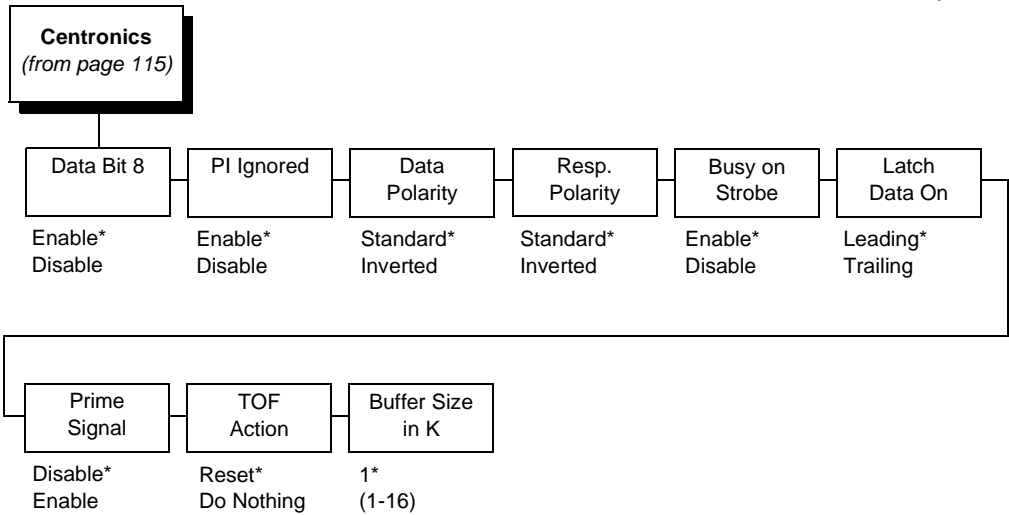 Centronics
(from page 115)
Data Bit 8
Enable*
Disable
PI Ignored
Enable*
Disable
Data
Polarity
Standard*
Inverted
Resp.
Polarity
Standard*
Inverted
Busy on
Strobe
Enable*
Disable
Latch
Data On
Leading*
Trailing
Prime
Signal
Disable*
Enable
TOF
Action
Reset*
Do Nothing
Buffer Size
in K
1*
(1-16)